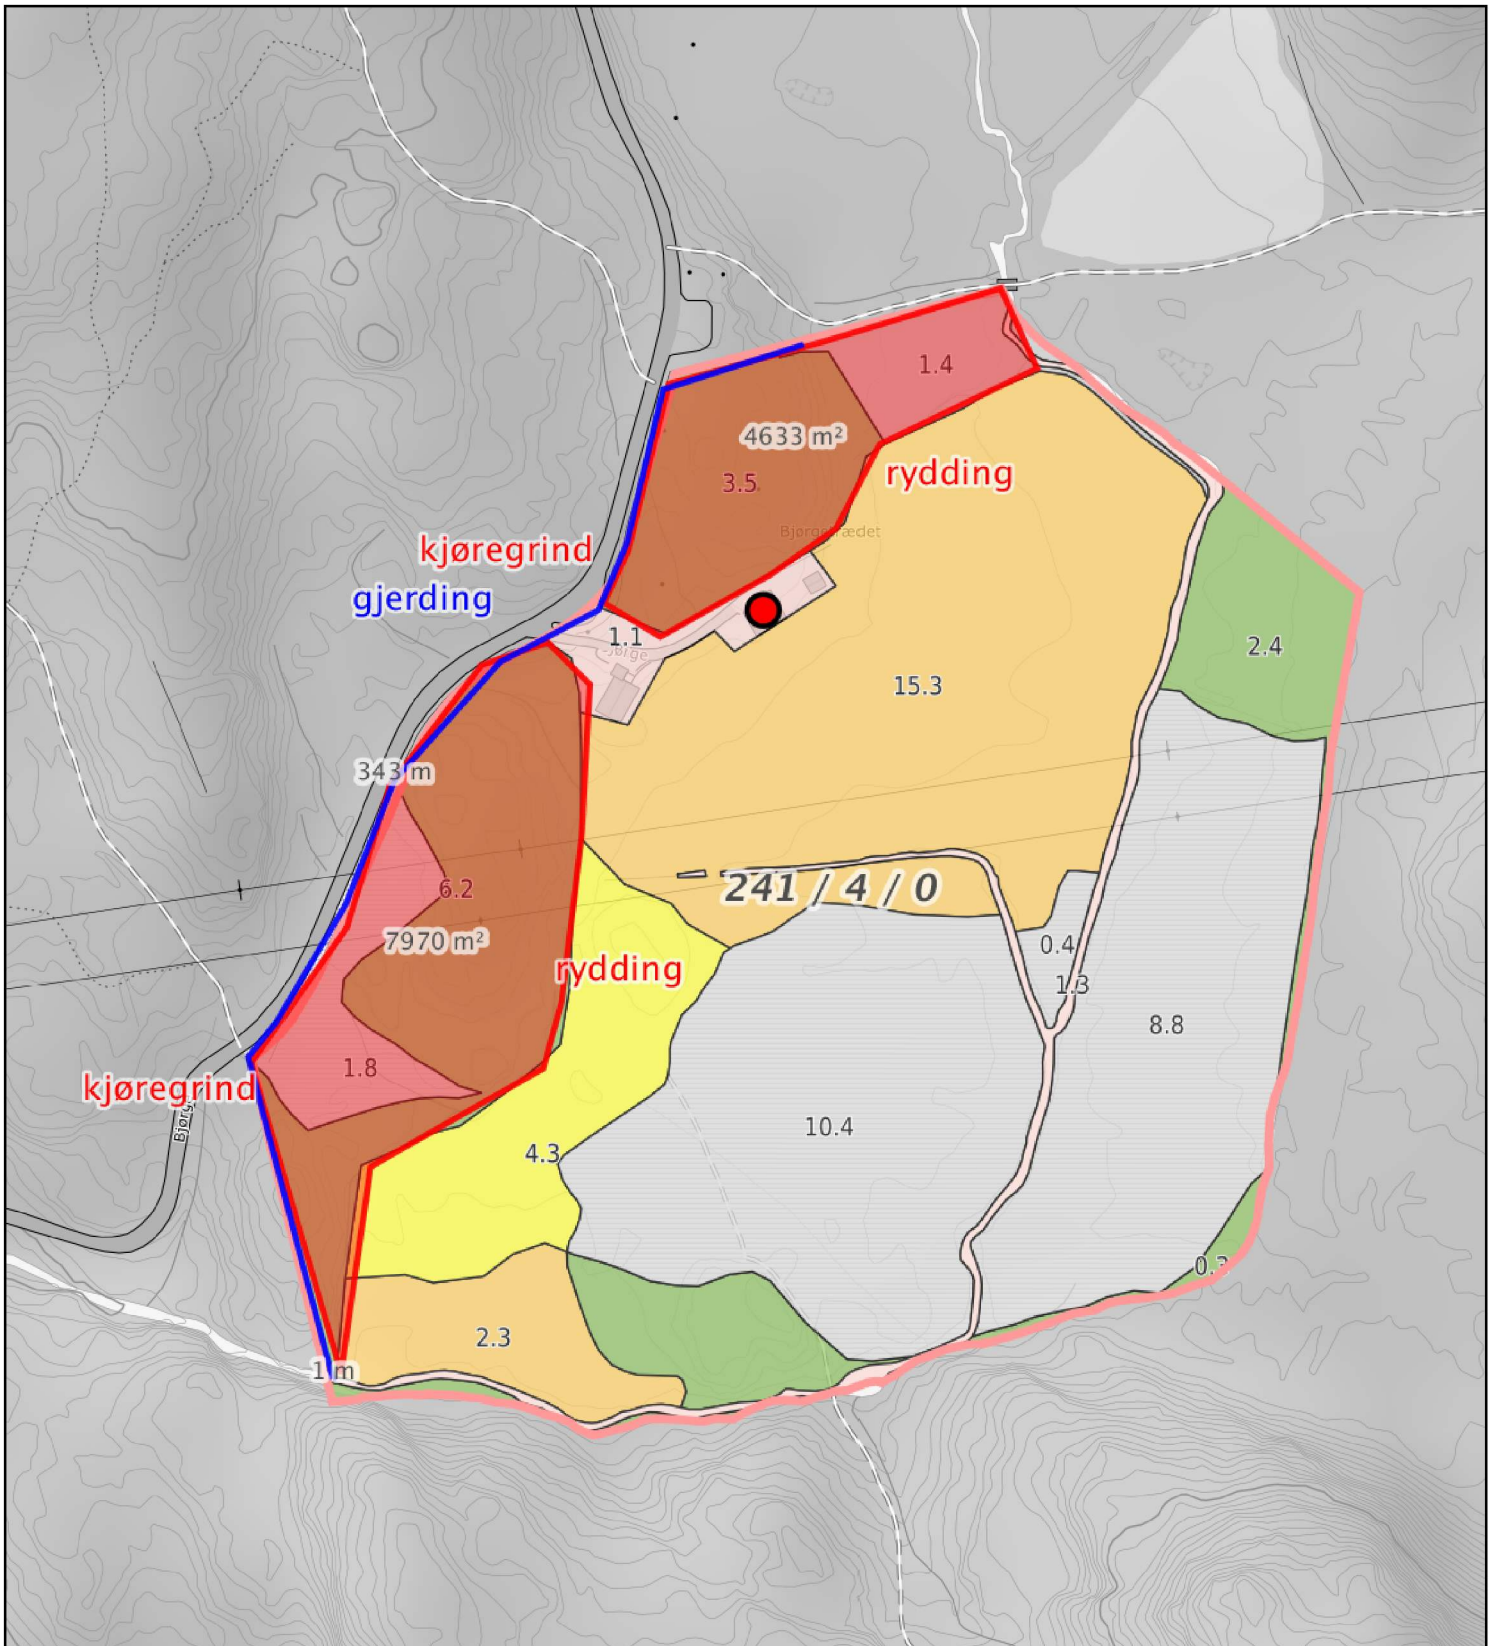 1.4
4633 m²
rydding
3.5
Bjørgetrædet
kjøregrind
gjerding
1.1
2.4
15.3
343 m
6.2
241 / 4 / 0
7970 m²
0.4
rydding
1.3
8.8
1.8
kjøregrind
10.4
4.3
2.3
1 m